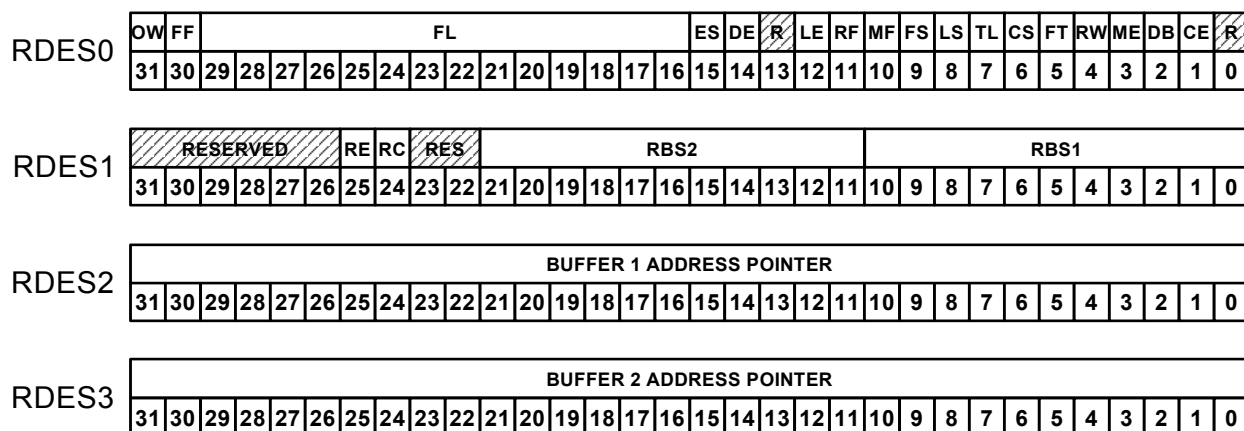 OW FF FL ES DE R LE RF MF FS LS TL CS FT RW ME DB CE R
RDES0
31 30 29 28 27 26 25 24 23 22 21 20 19 18 17 16 15 14 13 12 11 10 9 8 7 6 5 4 3 2 1 0
RESERVED RE RC RES RBS2 RBS1
RDES1
31 30 29 28 27 26 25 24 23 22 21 20 19 18 17 16 15 14 13 12 11 10 9 8 7 6 5 4 3 2 1 0
BUFFER 1 ADDRESS POINTER
RDES2
31 30 29 28 27 26 25 24 23 22 21 20 19 18 17 16 15 14 13 12 11 10 9 8 7 6 5 4 3 2 1 0
BUFFER 2 ADDRESS POINTER
RDES3
31 30 29 28 27 26 25 24 23 22 21 20 19 18 17 16 15 14 13 12 11 10 9 8 7 6 5 4 3 2 1 0